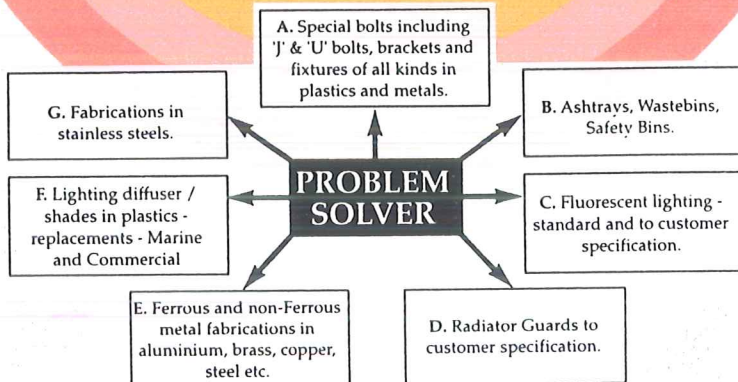 A. Special bolts including
'J' & 'U' bolts, brackets and
fixtures of all kinds in
plastics and metals.
G. Fabrications in
stainless steels.
B. Ashtrays, Wastebins,
Safety Bins.
PROBLEM
SOLVER
F. Lighting diffuser /
shades in plastics -
replacements - Marine
and Commercial
C. Fluorescent lighting -
standard and to customer
specification.
E. Ferrous and non-Ferrous
metal fabrications in
aluminium, brass, copper,
steel etc.
D. Radiator Guards to
customer specification.